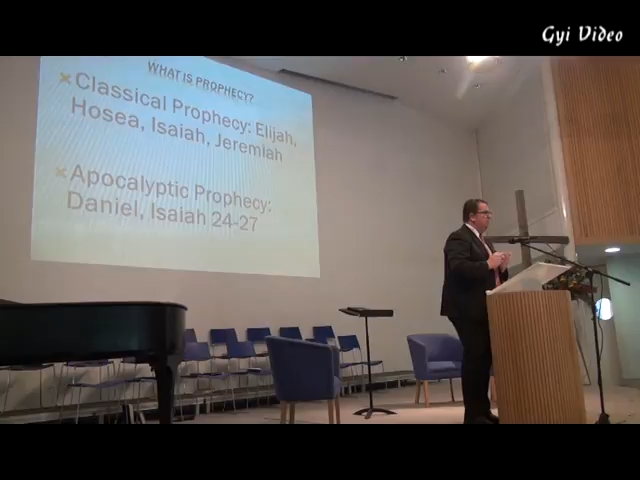 Gyi Video
WHAT IS PROPHECY?
Classical Prophecy: Elijah,
Hosea, Isaiah, Jeremiah
Apocalyptic Prophecy:
Daniel, Isaiah 24-27